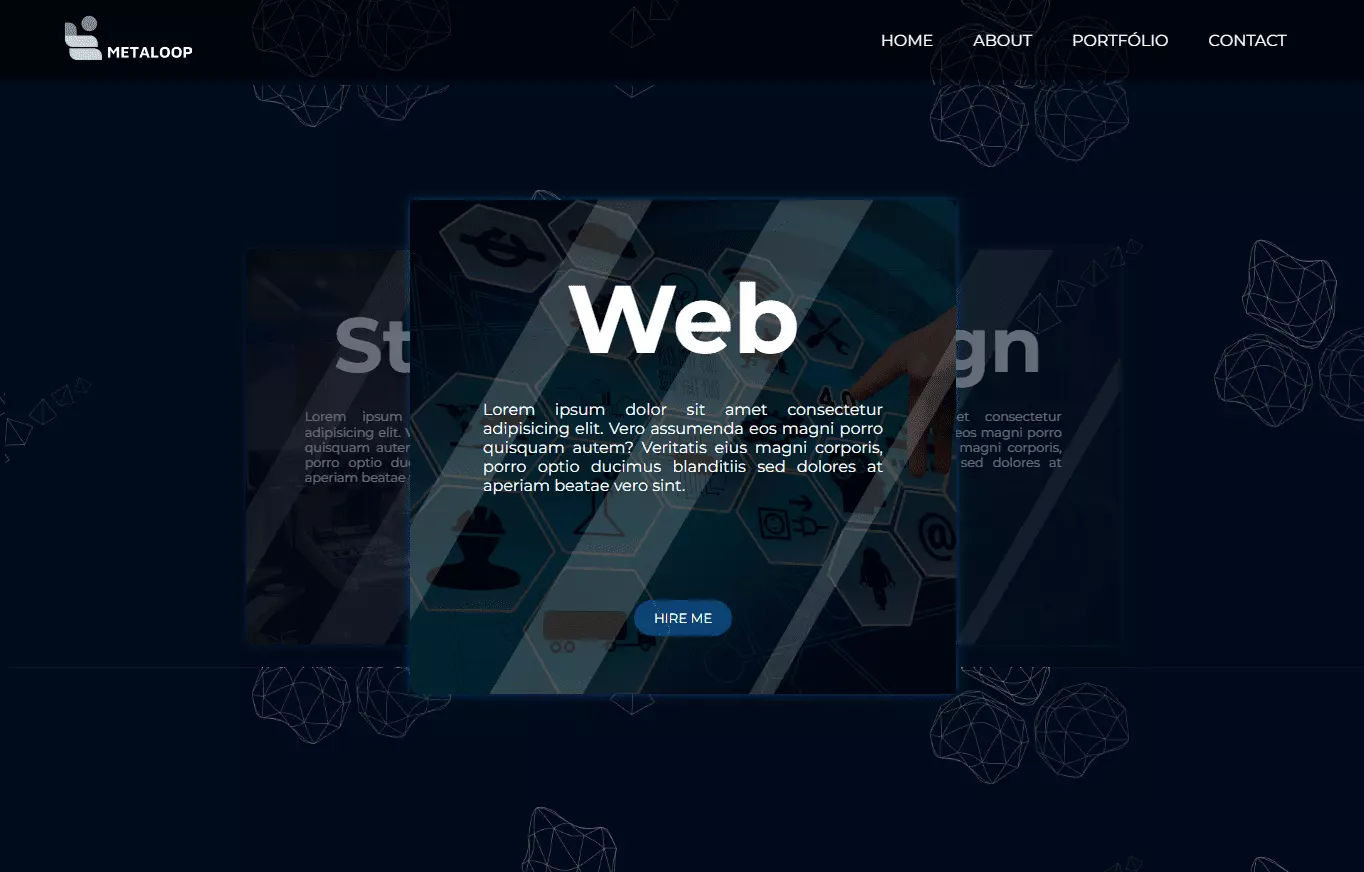 METALOOP
HOME
ABOUT
PORTFÓLIO
CONTACT
St
Lorem ipsum
adipisicing elit.
porro optio
aperiam beatae
Web
Lorem ipsum dolor sit amet consectetur
adipisicing elit. Vero assumenda eos magni porro
quisquam autem? Veritatis eius magni corporis,
porro optio ducimus blanditiis sed dolores at
aperiam beatae vero sint.
HIRE ME
gn
et consectetur
eos magni porro
magni corporis,
sed dolores at
4.0
@